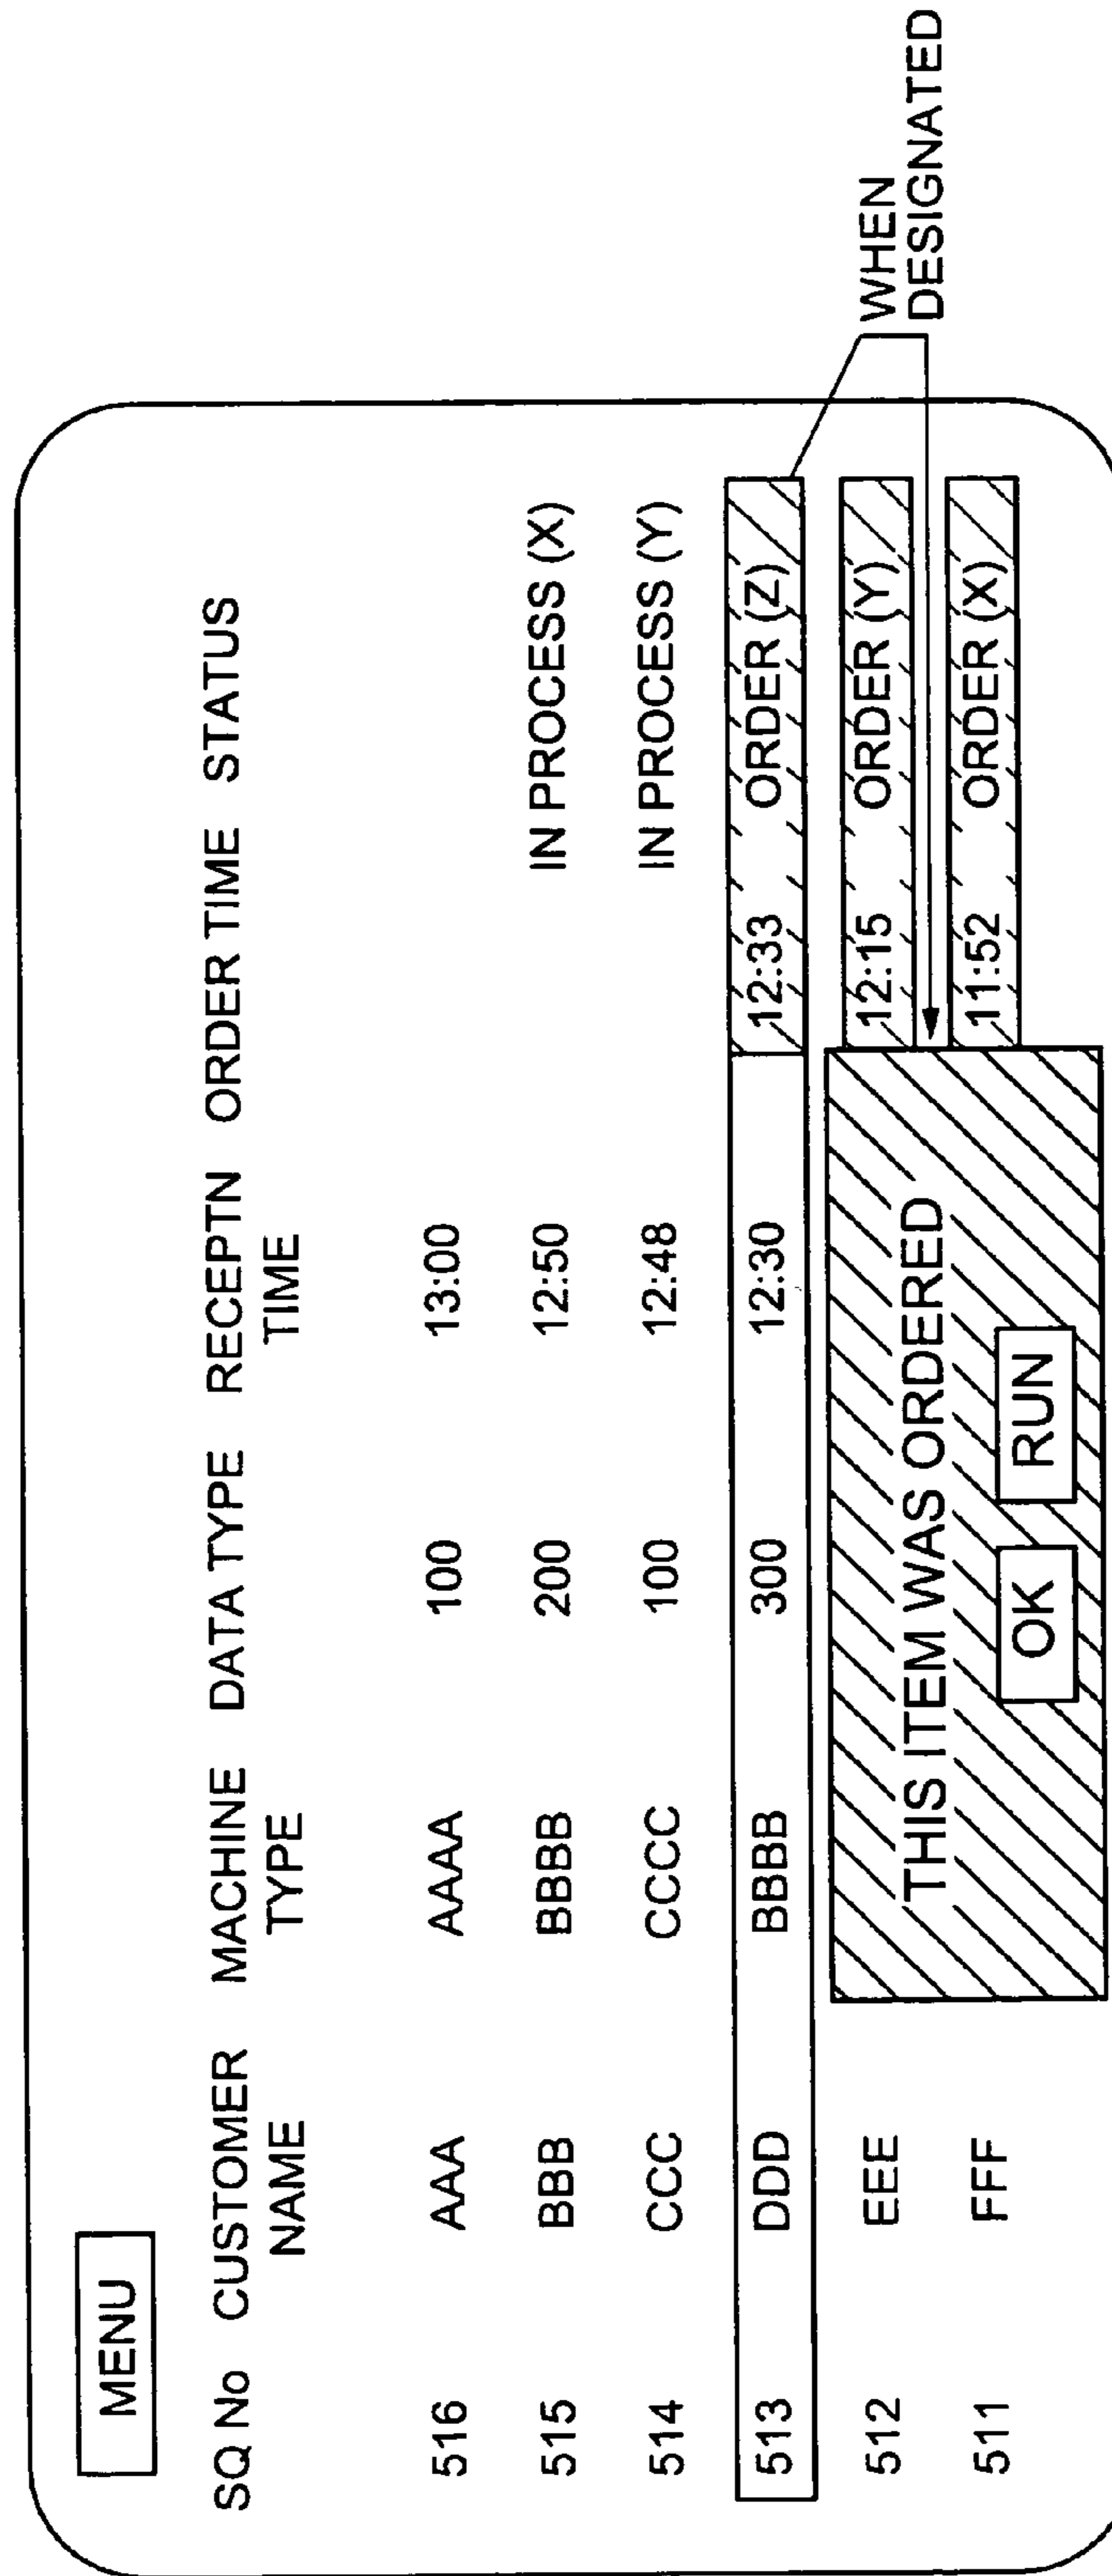 MENU
SQ No CUSTOMER NAME MACHINE TYPE DATA TYPE RECEPTN TIME ORDER TIME STATUS
516 AAA AAAA 100 13:00
515 BBB BBBB 200 12:50 IN PROCESS (X)
514 CCC CCCC 100 12:48 IN PROCESS (Y)
513 DDD BBBB 300 12:30 12:33 ORDER (Z)
512 EEE 12:15 ORDER (Y)
511 FFF 11:52 ORDER (X)
THIS ITEM WAS ORDERED
OK RUN
WHEN
DESIGNATED